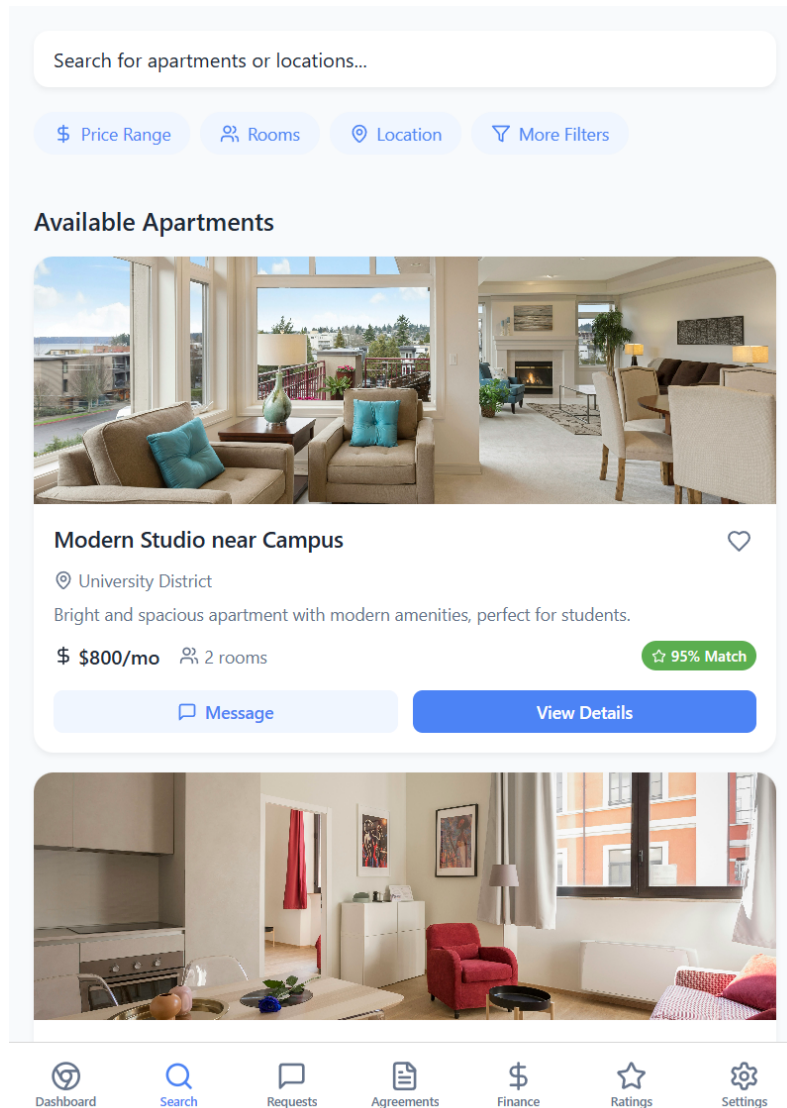 Search for apartments or locations...
Price Range Rooms Location More Filters
Available Apartments
Modern Studio near Campus
University District
Bright and spacious apartment with modern amenities, perfect for students.
$ $800/mo 2 rooms 95% Match
Message View Details
Dashboard Search Requests Agreements Finance Ratings Settings